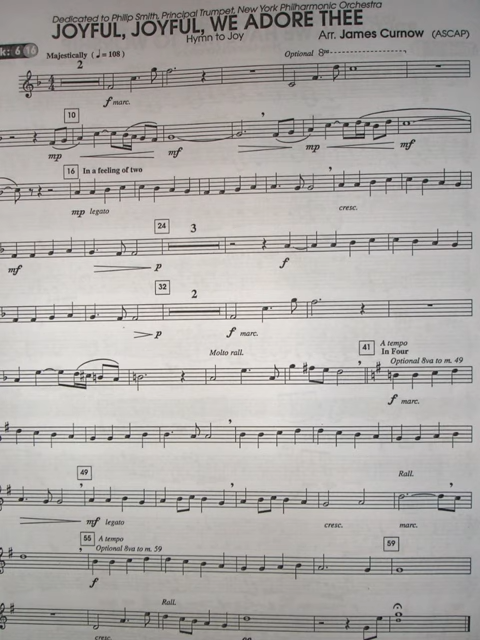 Dedicated to Philip Smith, Principal Trumpet, New York Philharmonic Orchestra
JOYFUL, JOYFUL, WE ADORE THEE
k: 6 16
Hymn to Joy
Arr. James Curnow (ASCAP)
Majestically (♩= 108)
Optional 8va
2
f marc.
10
mp mf mp mf
16 In a feeling of two
mp legato cresc.
24 3
mf p f
32 2
p f marc.
Molto rall.
41 A tempo
In Four
Optional 8va to m. 49
f marc.
49 Rall.
mf legato cresc. marc.
55 A tempo 59
Optional 8va to m. 59
f
Rall.
cresc.